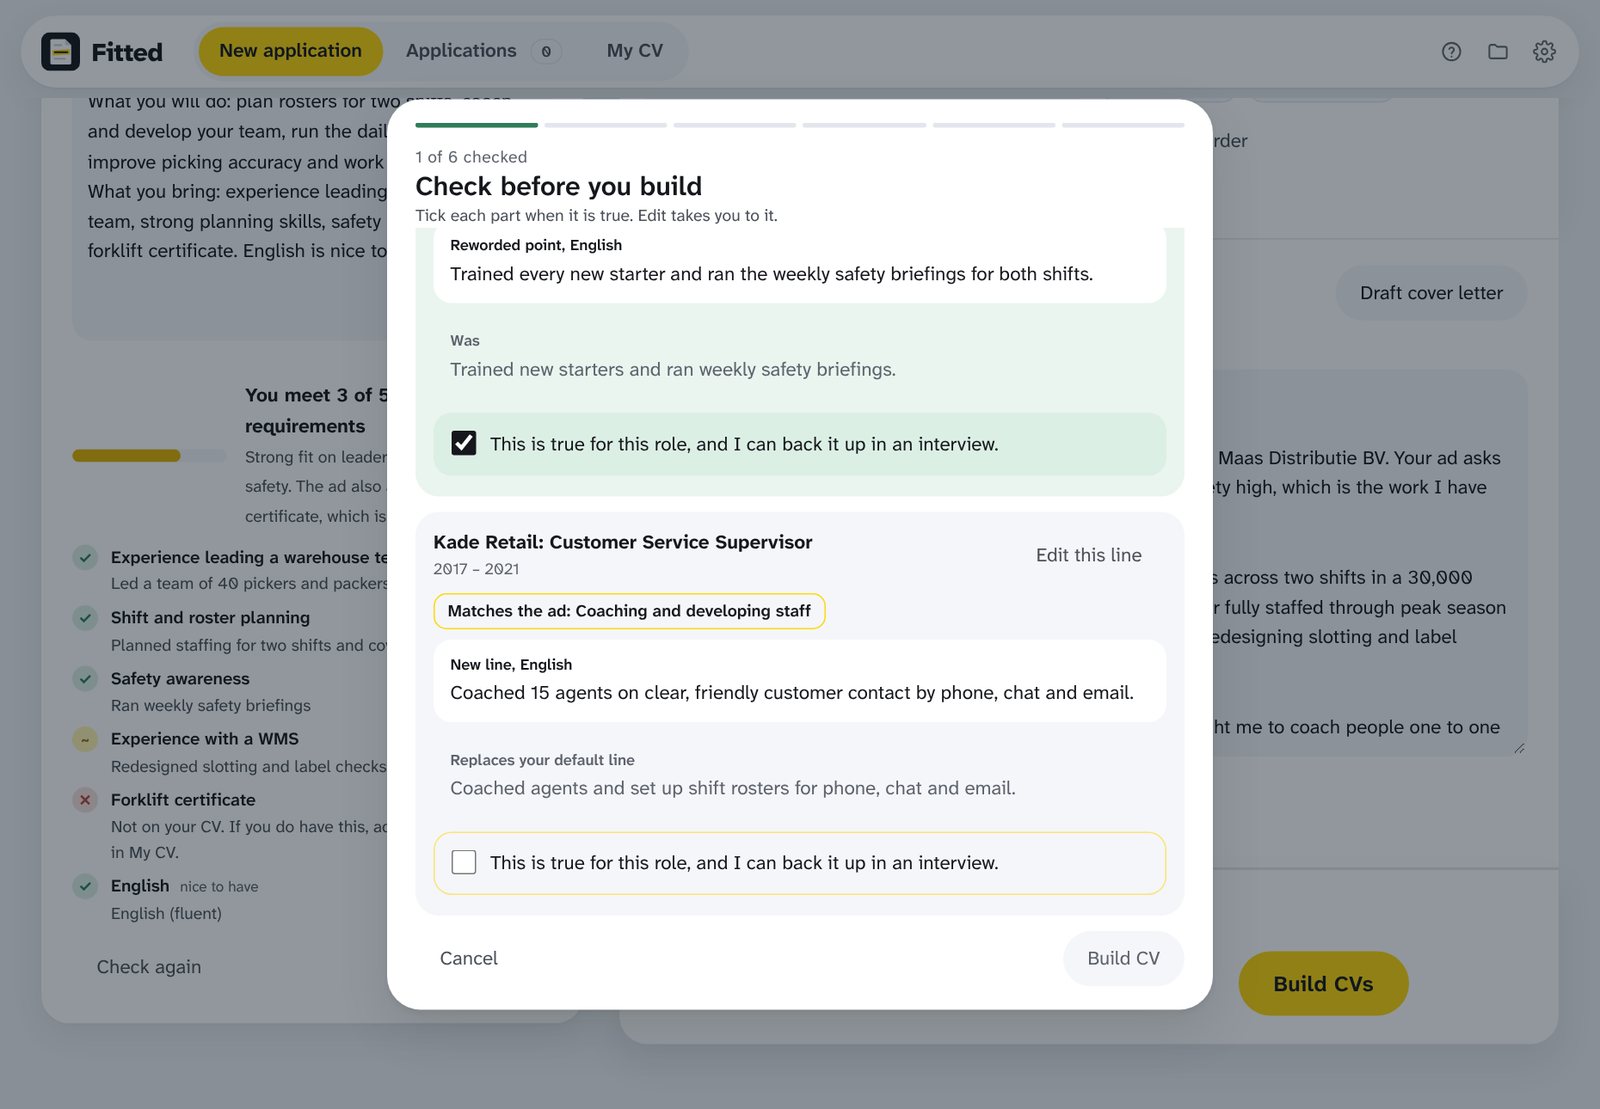 Fitted
New application
Applications 0
My CV
What you will do: plan rosters for two
and develop your team, run the
improve picking accuracy and work
What you bring: experience leading
team, strong planning skills, safety
forklift certificate. English is nice to
You meet 3 of 5
requirements
Strong fit on
safety. The ad also
certificate, which is
Experience leading a warehouse
Led a team of 40 pickers and packers
Shift and roster planning
Planned staffing for two shifts and
Safety awareness
Ran weekly safety briefings
~ Experience with a WMS
Redesigned slotting and label checks
Forklift certificate
Not on your CV. If you do have this,
in My CV.
English nice to have
English (fluent)
Check again
1 of 6 checked
Check before you build
Tick each part when it is true. Edit takes you to it.
Reworded point, English
Trained every new starter and ran the weekly safety briefings for both shifts.
Was
Trained new starters and ran weekly safety briefings.
This is true for this role, and I can back it up in an interview.
Kade Retail: Customer Service Supervisor
2017 – 2021
Edit this line
Matches the ad: Coaching and developing staff
New line, English
Coached 15 agents on clear, friendly customer contact by phone, chat and email.
Replaces your default line
Coached agents and set up shift rosters for phone, chat and email.
This is true for this role, and I can back it up in an interview.
Cancel
Build CV
Draft cover letter
Maas Distributie BV. Your ad asks
high, which is the work I have
across two shifts in a 30,000
fully staffed through peak season
slotting and label
me to coach people one to one
Build CVs